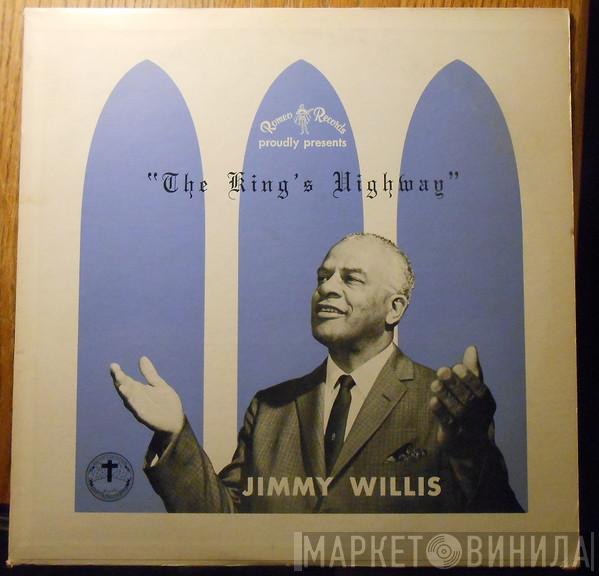 Romeo Records
proudly presents
"The King's Highway"
JIMMY WILLIS
МАРКЕТ ВИНИЛА